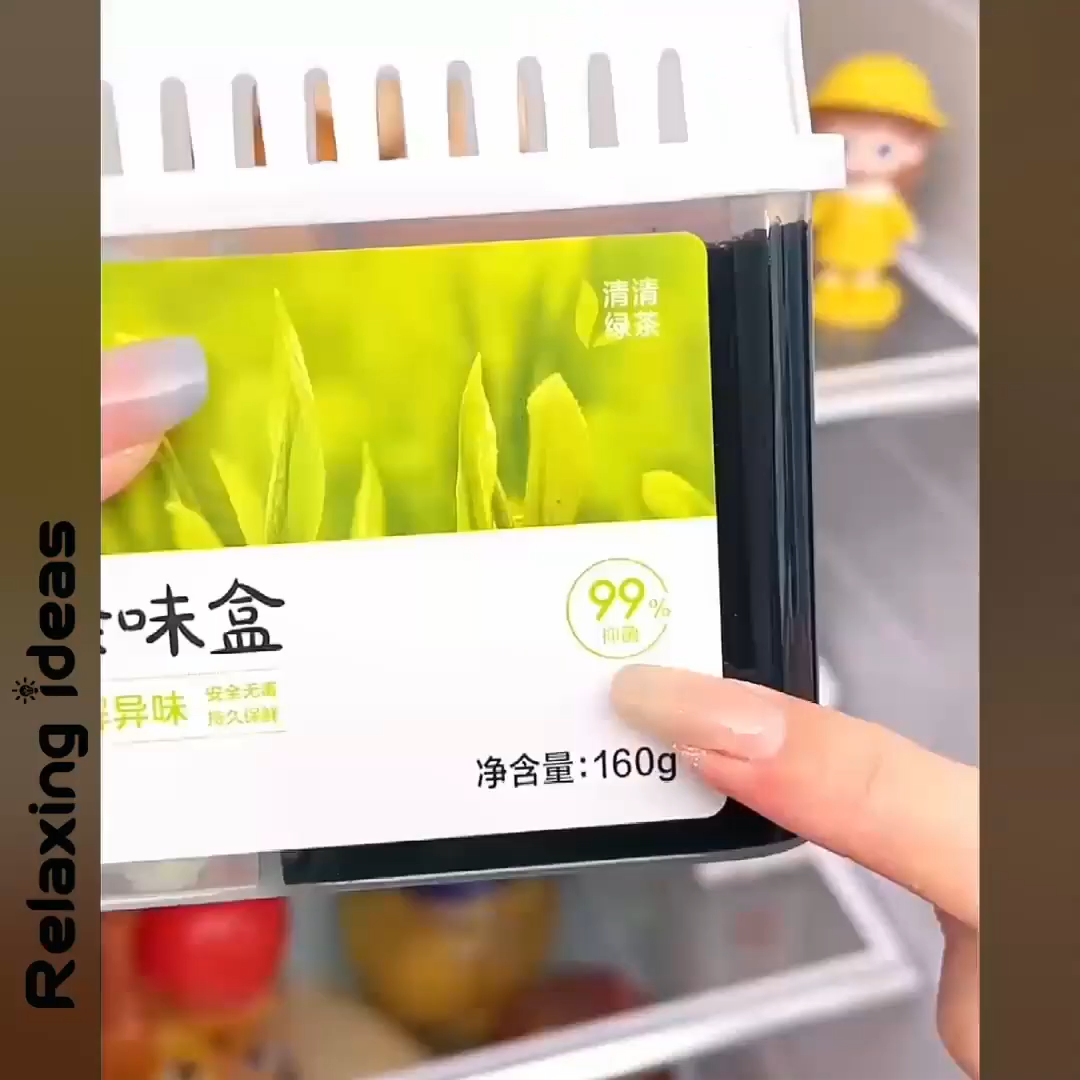 Relaxing ideas
清清
绿茶
味盒
99%
抑菌
异味
安全无毒
持久保鲜
净含量:160g